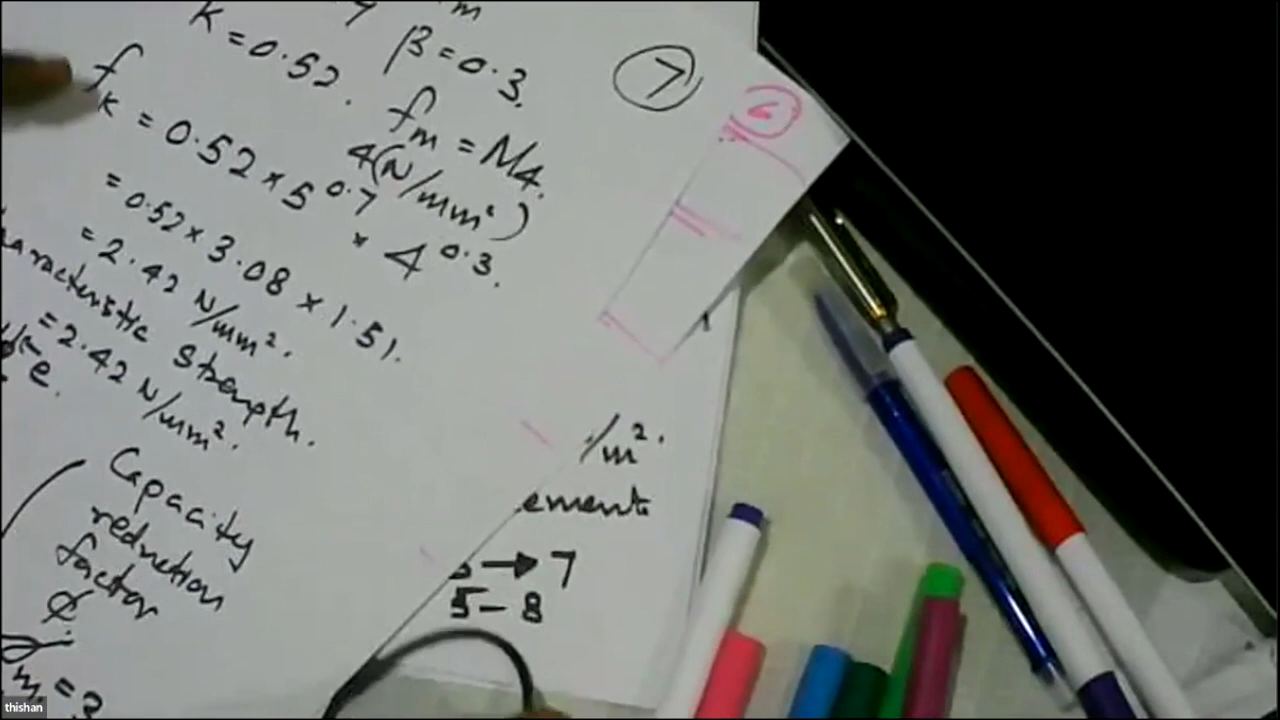 K = 0.52. β = 0.3.
7
6
fm = M4.
4(N/mm²)
fK = 0.52 × 5^0.7 × 4^0.3.
= 0.52 × 3.08 × 1.51.
= 2.42 N/mm².
strength.
= 2.42 N/mm².
e.
/m².
Capacity
reduction
factor
→ 7
5 – 8
= 3
thishan